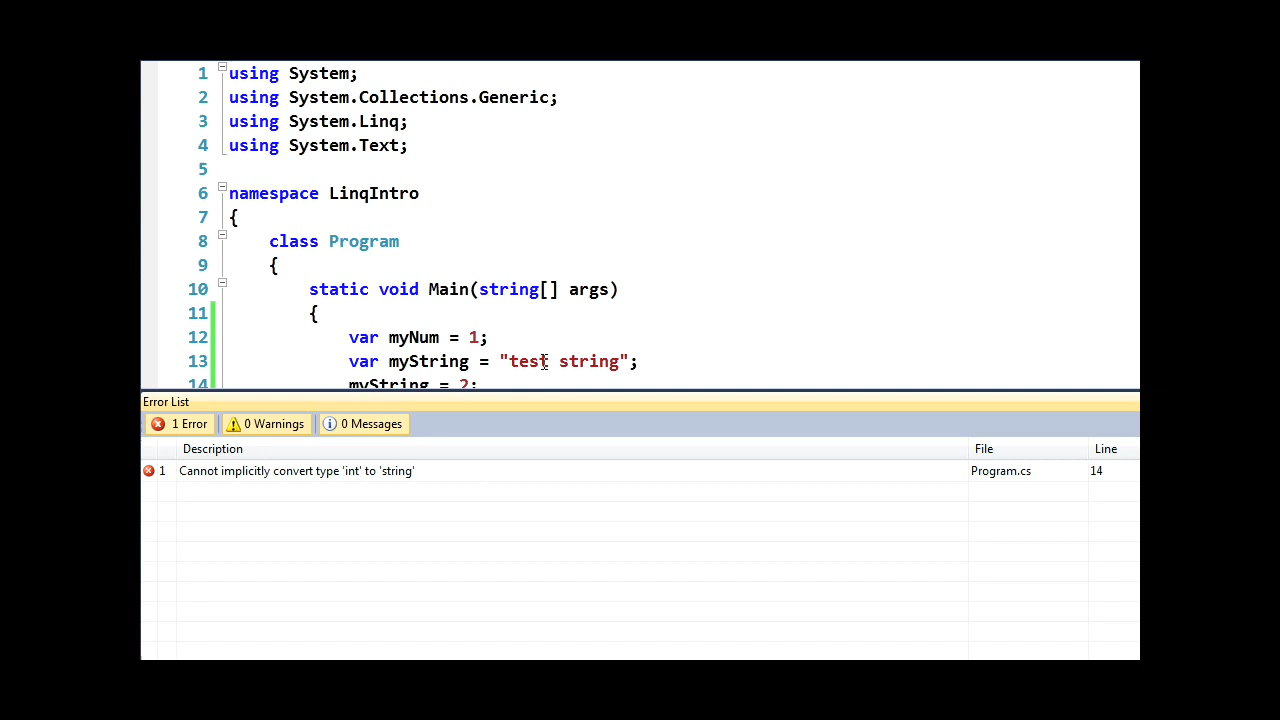 1 using System;
2 using System.Collections.Generic;
3 using System.Linq;
4 using System.Text;
5
6 namespace LinqIntro
7 {
8 class Program
9 {
10 static void Main(string[] args)
11 {
12 var myNum = 1;
13 var myString = "test string";
14 myString = 2;
Error List
1 Error 0 Warnings 0 Messages
Description File Line
1 Cannot implicitly convert type 'int' to 'string' Program.cs 14